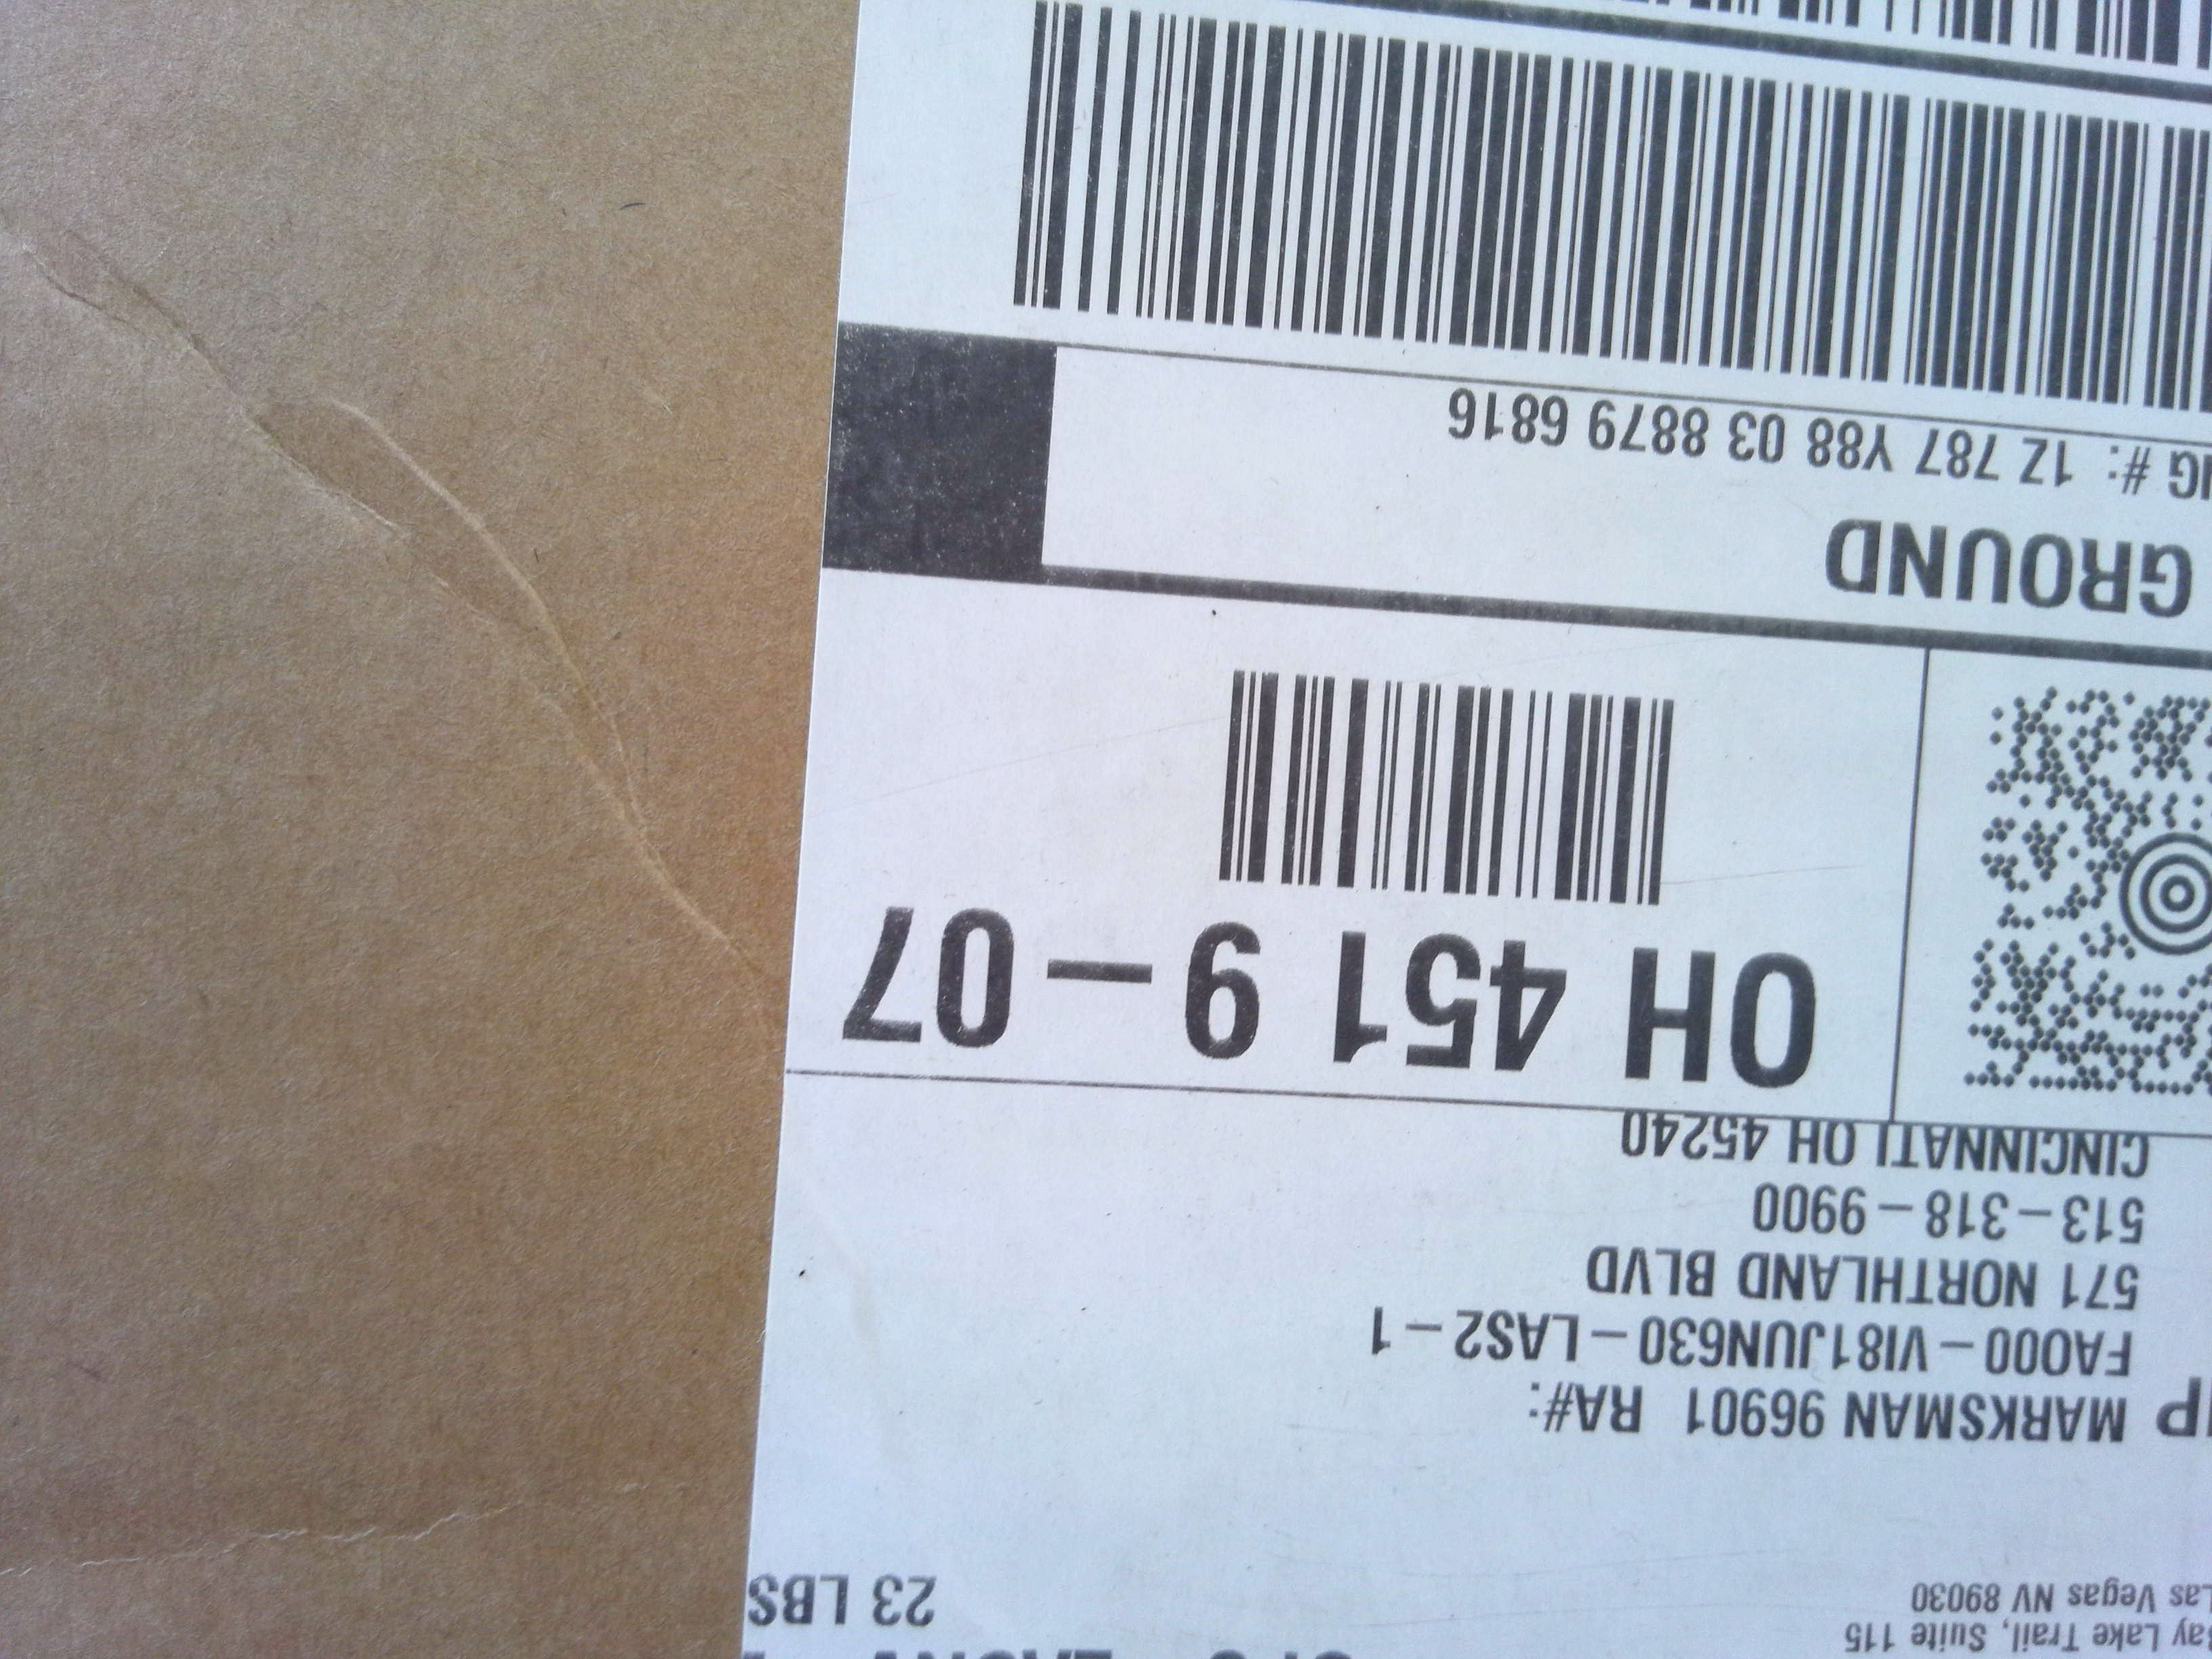 ay Lake Trail, Suite 115
Las Vegas NV 89030
23 LBS
P MARKSMAN 96901 RA#:
FA000-VI81JUN630-LAS2-1
571 NORTHLAND BLVD
513-318-9900
CINCINNATI OH 45240
OH 451 9-07
GROUND
G #: 1Z 787 Y88 03 8879 6816